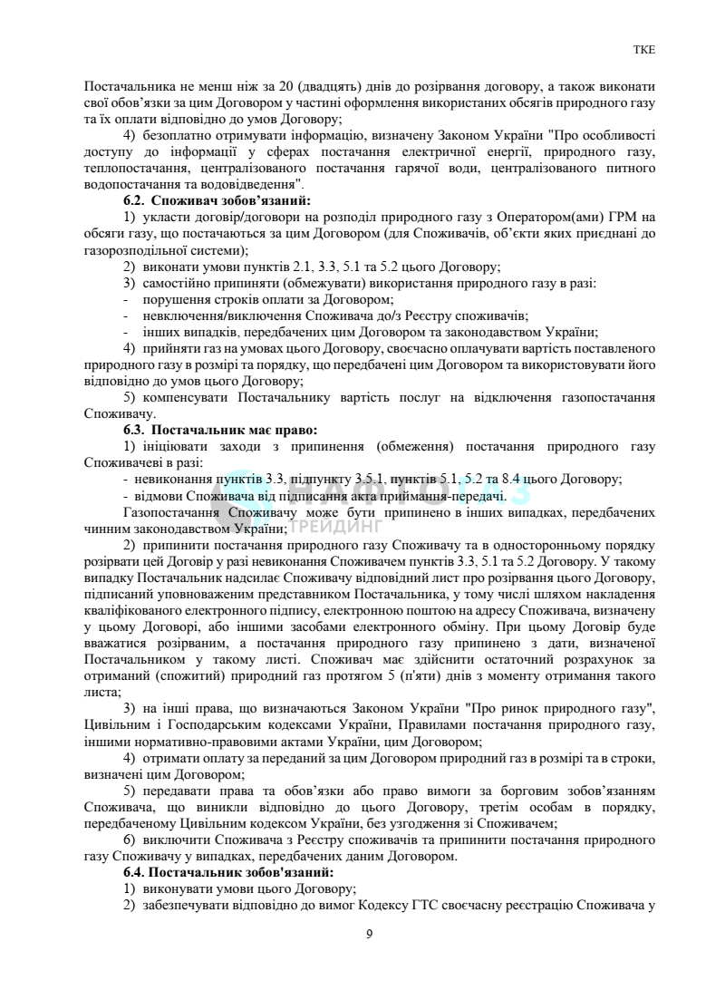 ТКЕ
Постачальника не менш ніж за 20 (двадцять) днів до розірвання договору, а також виконати
свої обов’язки за цим Договором у частині оформлення використаних обсягів природного газу
та їх оплати відповідно до умов Договору;
4) безоплатно отримувати інформацію, визначену Законом України "Про особливості
доступу до інформації у сферах постачання електричної енергії, природного газу,
теплопостачання, централізованого постачання гарячої води, централізованого питного
водопостачання та водовідведення".
6.2. Споживач зобов’язаний:
1) укласти договір/договори на розподіл природного газу з Оператором(ами) ГРМ на
обсяги газу, що постачаються за цим Договором (для Споживачів, об’єкти яких приєднані до
газорозподільної системи);
2) виконати умови пунктів 2.1, 3.3, 5.1 та 5.2 цього Договору;
3) самостійно припиняти (обмежувати) використання природного газу в разі:
- порушення строків оплати за Договором;
- невключення/виключення Споживача до/з Реєстру споживачів;
- інших випадків, передбачених цим Договором та законодавством України;
4) прийняти газ на умовах цього Договору, своєчасно оплачувати вартість поставленого
природного газу в розмірі та порядку, що передбачені цим Договором та використовувати його
відповідно до умов цього Договору;
5) компенсувати Постачальнику вартість послуг на відключення газопостачання
Споживачу.
6.3. Постачальник має право:
1) ініціювати заходи з припинення (обмеження) постачання природного газу
Споживачеві в разі:
- невиконання пунктів 3.3, підпункту 3.5.1, пунктів 5.1, 5.2 та 8.4 цього Договору;
- відмови Споживача від підписання акта приймання-передачі.
НАФТОГАЗ
ТРЕЙДИНГ
Газопостачання Споживачу може бути припинено в інших випадках, передбачених
чинним законодавством України;
2) припинити постачання природного газу Споживачу та в односторонньому порядку
розірвати цей Договір у разі невиконання Споживачем пунктів 3.3, 5.1 та 5.2 Договору. У такому
випадку Постачальник надсилає Споживачу відповідний лист про розірвання цього Договору,
підписаний уповноваженим представником Постачальника, у тому числі шляхом накладення
кваліфікованого електронного підпису, електронною поштою на адресу Споживача, визначену
у цьому Договорі, або іншими засобами електронного обміну. При цьому Договір буде
вважатися розірваним, а постачання природного газу припинено з дати, визначеної
Постачальником у такому листі. Споживач має здійснити остаточний розрахунок за
отриманий (спожитий) природний газ протягом 5 (п'яти) днів з моменту отримання такого
листа;
3) на інші права, що визначаються Законом України "Про ринок природного газу",
Цивільним і Господарським кодексами України, Правилами постачання природного газу,
іншими нормативно-правовими актами України, цим Договором;
4) отримати оплату за переданий за цим Договором природний газ в розмірі та в строки,
визначені цим Договором;
5) передавати права та обов’язки або право вимоги за борговим зобов’язанням
Споживача, що виникли відповідно до цього Договору, третім особам в порядку,
передбаченому Цивільним кодексом України, без узгодження зі Споживачем;
6) виключити Споживача з Реєстру споживачів та припинити постачання природного
газу Споживачу у випадках, передбачених даним Договором.
6.4. Постачальник зобов'язаний:
1) виконувати умови цього Договору;
2) забезпечувати відповідно до вимог Кодексу ГТС своєчасну реєстрацію Споживача у
9